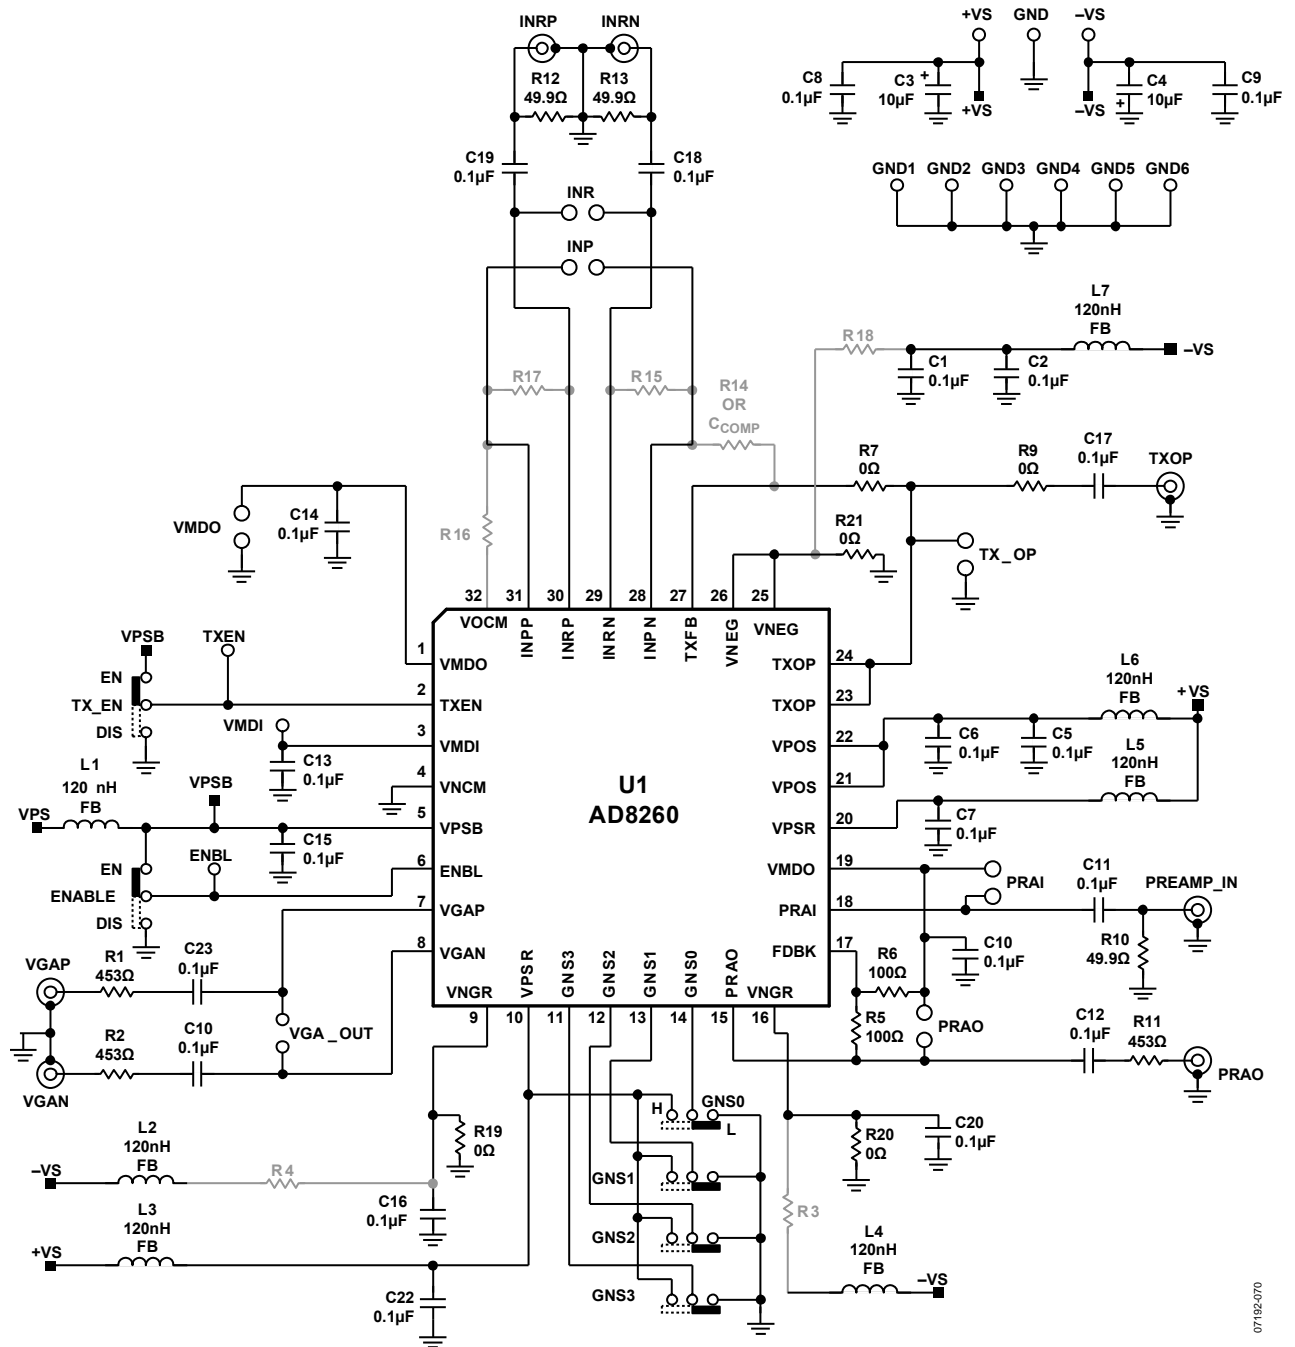 INRP INRN
R12
49.9Ω
R13
49.9Ω
C19
0.1µF
C18
0.1µF
INR
INP
+VS GND –VS
C8
0.1µF
C3
10µF
+
+VS
–VS
C4
10µF
+
C9
0.1µF
GND1 GND2 GND3 GND4 GND5 GND6
L7
120nH
FB
–VS
R18
C1
0.1µF
C2
0.1µF
R17
R15
R14
OR
CCOMP
R16
R7
0Ω
R9
0Ω
C17
0.1µF
TXOP
R21
0Ω
TX_OP
VMDO
C14
0.1µF
32 31 30 29 28 27 26 25
VOCM INPP INRP INRN INPN TXFB VNEG VNEG
VPSB TXEN
EN
TX_EN
DIS
VMDI
C13
0.1µF
L1
120 nH
FB
VPS
VPSB
C15
0.1µF
EN
ENABLE
DIS
ENBL
1 VMDO
2 TXEN
3 VMDI
4 VNCM
5 VPSB
6 ENBL
7 VGAP
8 VGAN
U1
AD8260
TXOP 24
TXOP 23
VPOS 22
VPOS 21
VPSR 20
VMDO 19
PRAI 18
FDBK 17
L6
120nH
FB
+VS
C6
0.1µF
C5
0.1µF
L5
120nH
FB
C7
0.1µF
PRAI
C11
0.1µF
PREAMP_IN
R10
49.9Ω
C10
0.1µF
R6
100Ω
R5
100Ω
PRAO
C12
0.1µF
R11
453Ω
PRAO
VNGR VPSR GNS3 GNS2 GNS1 GNS0 PRAO VNGR
9 10 11 12 13 14 15 16
VGAP
R1
453Ω
C23
0.1µF
R2
453Ω
C10
0.1µF
VGA_OUT
VGAN
L2
120nH
FB
–VS
R4
R19
0Ω
C16
0.1µF
L3
120nH
FB
+VS
C22
0.1µF
H GNS0
L
GNS1
GNS2
GNS3
R20
0Ω
C20
0.1µF
R3
L4
120nH
FB
–VS
07192-070